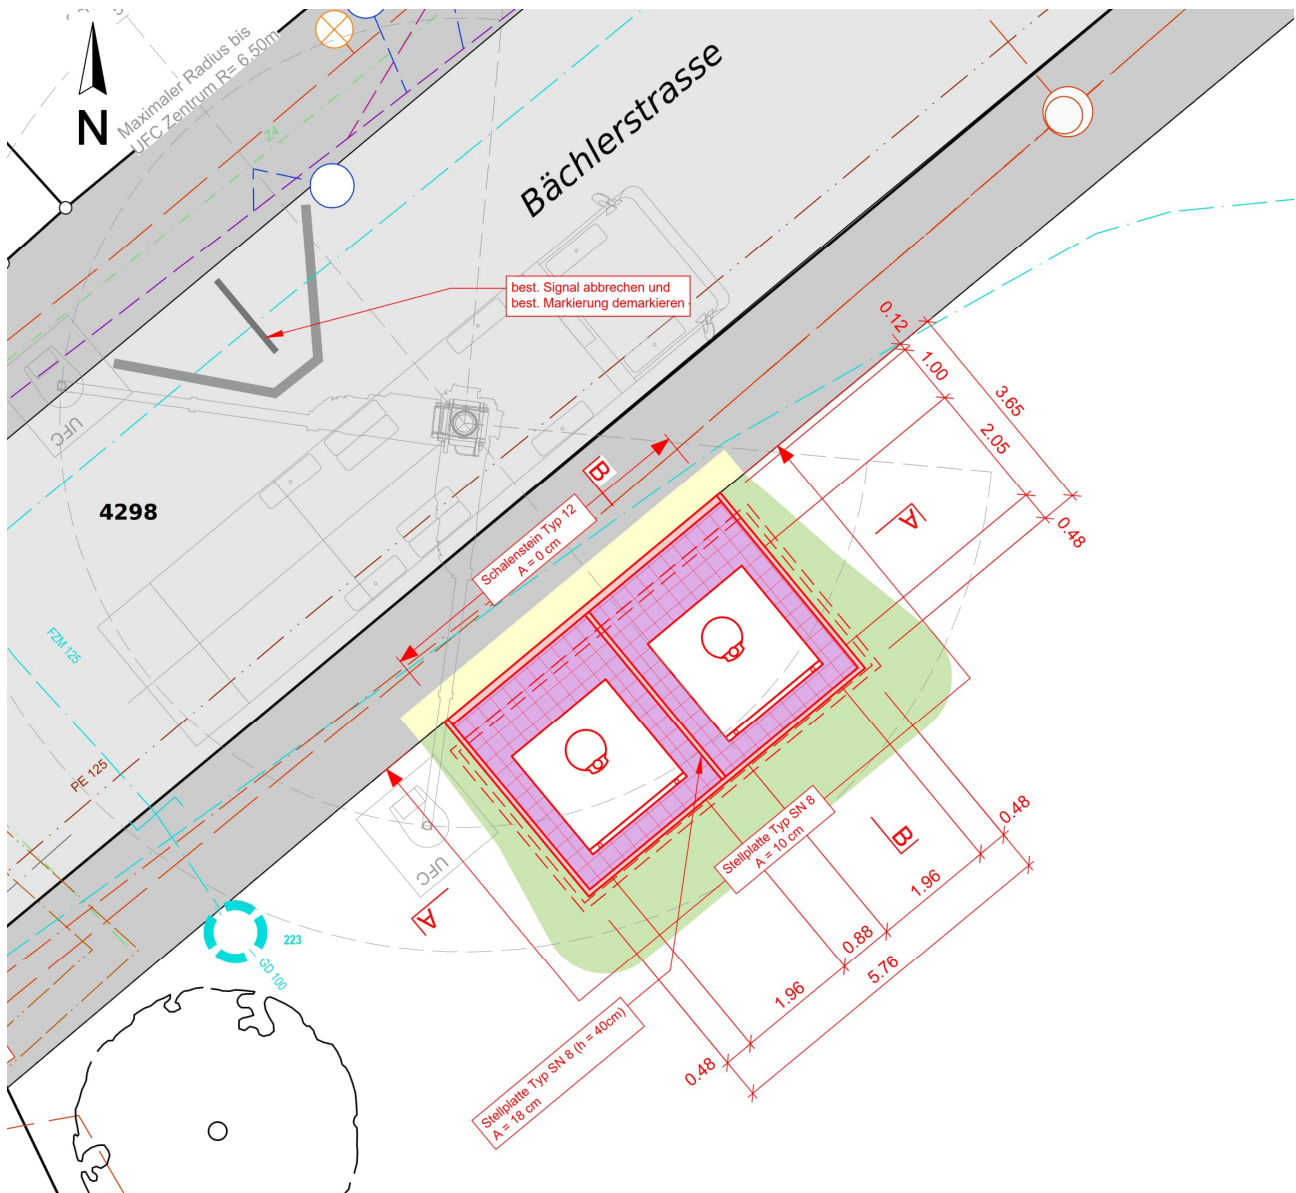 Maximaler Radius bis
UFC Zentrum R= 6.50m
N
Z4
Bächlerstrasse
best. Signal abbrechen und
best. Markierung demarkieren
UFC
4298
0.12
1.00
3.65
2.05
0.48
B
A
Schalenstein Typ 12
A = 0 cm
FZM 125
PE 125
UFC
A
223
GD 100
Stellplatte Typ SN 8
A = 10 cm
B
0.48
1.96
0.88
5.76
1.96
0.48
Stellplatte Typ SN 8 (h = 40cm)
A = 18 cm